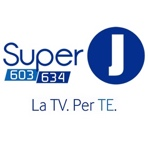 Super J
603/634
La TV. Per TE.